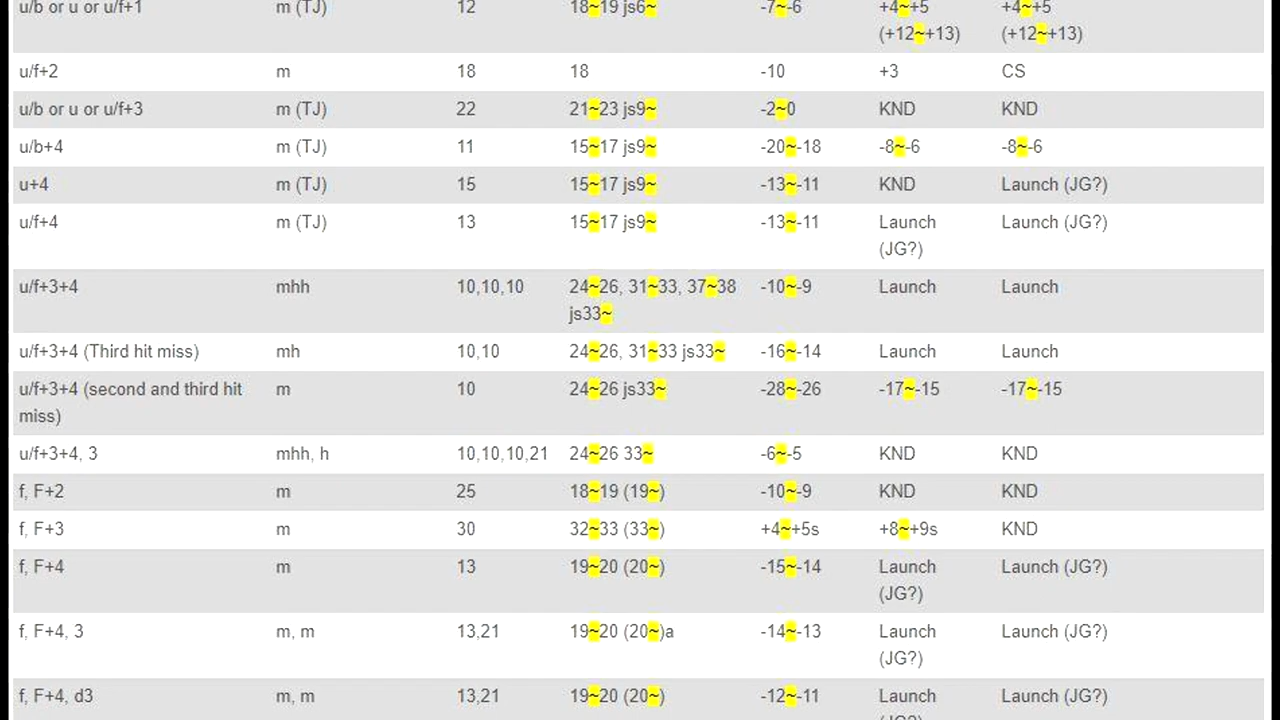 u/b or u or u/f+1 m (TJ) 12 18~19 js6~ -7~-6 +4~+5 +4~+5
(+12~+13) (+12~+13)
u/f+2 m 18 18 -10 +3 CS
u/b or u or u/f+3 m (TJ) 22 21~23 js9~ -2~0 KND KND
u/b+4 m (TJ) 11 15~17 js9~ -20~-18 -8~-6 -8~-6
u+4 m (TJ) 15 15~17 js9~ -13~-11 KND Launch (JG?)
u/f+4 m (TJ) 13 15~17 js9~ -13~-11 Launch Launch (JG?)
(JG?)
u/f+3+4 mhh 10,10,10 24~26, 31~33, 37~38 -10~-9 Launch Launch
js33~
u/f+3+4 (Third hit miss) mh 10,10 24~26, 31~33 js33~ -16~-14 Launch Launch
u/f+3+4 (second and third hit m 10 24~26 js33~ -28~-26 -17~-15 -17~-15
miss)
u/f+3+4, 3 mhh, h 10,10,10,21 24~26 33~ -6~-5 KND KND
f, F+2 m 25 18~19 (19~) -10~-9 KND KND
f, F+3 m 30 32~33 (33~) +4~+5s +8~+9s KND
f, F+4 m 13 19~20 (20~) -15~-14 Launch Launch (JG?)
(JG?)
f, F+4, 3 m, m 13,21 19~20 (20~)a -14~-13 Launch Launch (JG?)
(JG?)
f, F+4, d3 m, m 13,21 19~20 (20~) -12~-11 Launch Launch (JG?)
(JG?)